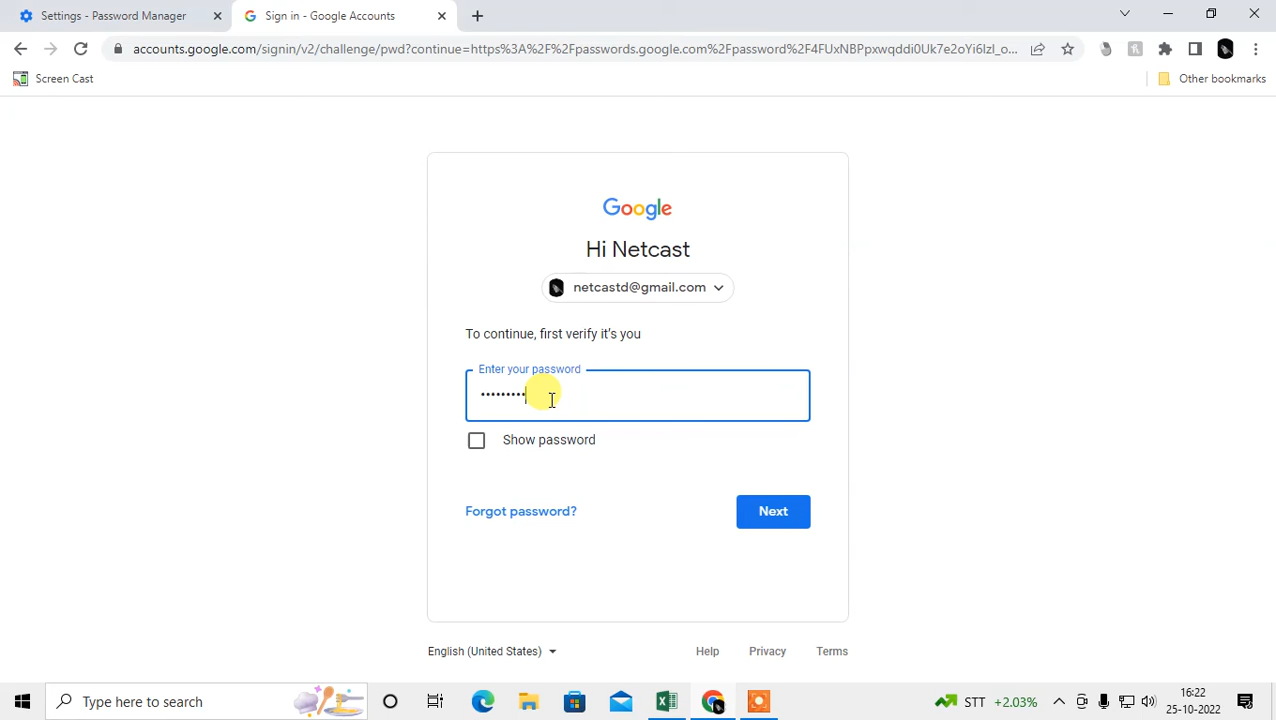 Settings - Password Manager
Sign in - Google Accounts
accounts.google.com/signin/v2/challenge/pwd?continue=https%3A%2F%2Fpasswords.google.com%2Fpassword%2F4FUxNBPpxwqddi0Uk7e2oYi6Izl_o...
Screen Cast
Other bookmarks
Google
Hi Netcast
netcastd@gmail.com
To continue, first verify it's you
Enter your password
•••••••••
Show password
Forgot password?
Next
English (United States)
Help
Privacy
Terms
Type here to search
STT +2.03%
16:22
25-10-2022